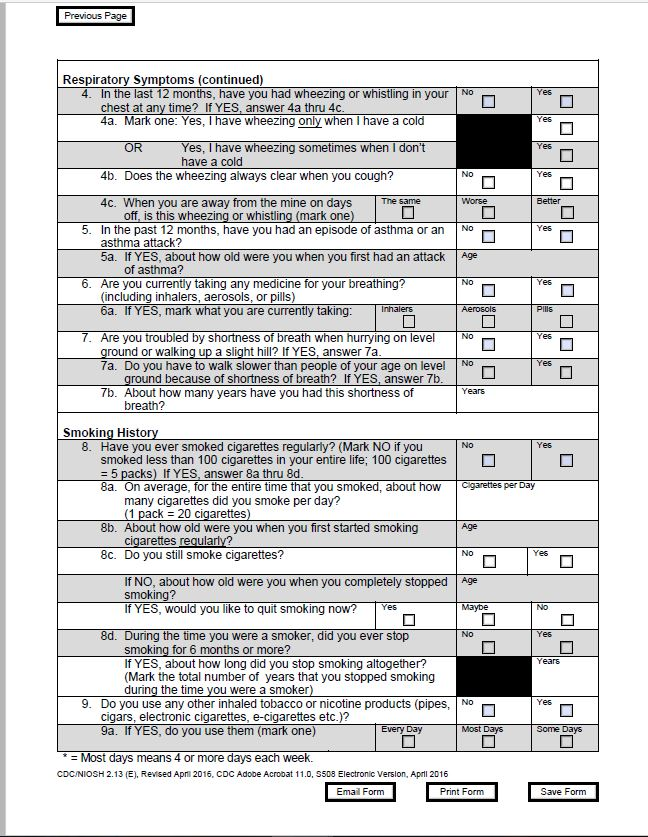 Previous Page
Respiratory Symptoms (continued)
4. In the last 12 months, have you had wheezing or whistling in your No Yes
chest at any time? If YES, answer 4a thru 4c.
4a. Mark one: Yes, I have wheezing only when I have a cold Yes
OR Yes, I have wheezing sometimes when I don't Yes
have a cold
4b. Does the wheezing always clear when you cough? No Yes
4c. When you are away from the mine on days The same Worse Better
off, is this wheezing or whistling (mark one)
5. In the past 12 months, have you had an episode of asthma or an No Yes
asthma attack?
5a. If YES, about how old were you when you first had an attack Age
of asthma?
6. Are you currently taking any medicine for your breathing? No Yes
(including inhalers, aerosols, or pills)
6a. If YES, mark what you are currently taking: Inhalers Aerosols Pills
7. Are you troubled by shortness of breath when hurrying on level No Yes
ground or walking up a slight hill? If YES, answer 7a.
7a. Do you have to walk slower than people of your age on level No Yes
ground because of shortness of breath? If YES, answer 7b.
7b. About how many years have you had this shortness of Years
breath?
Smoking History
8. Have you ever smoked cigarettes regularly? (Mark NO if you No Yes
smoked less than 100 cigarettes in your entire life; 100 cigarettes
= 5 packs) If YES, answer 8a thru 8d.
8a. On average, for the entire time that you smoked, about how Cigarettes per Day
many cigarettes did you smoke per day?
(1 pack = 20 cigarettes)
8b. About how old were you when you first started smoking Age
cigarettes regularly?
8c. Do you still smoke cigarettes? No Yes
If NO, about how old were you when you completely stopped Age
smoking?
If YES, would you like to quit smoking now? Yes Maybe No
8d. During the time you were a smoker, did you ever stop No Yes
smoking for 6 months or more?
If YES, about how long did you stop smoking altogether? Years
(Mark the total number of years that you stopped smoking
during the time you were a smoker)
9. Do you use any other inhaled tobacco or nicotine products (pipes, No Yes
cigars, electronic cigarettes, e-cigarettes etc.)?
9a. If YES, do you use them (mark one) Every Day Most Days Some Days
* = Most days means 4 or more days each week.
CDC/NIOSH 2.13 (E), Revised April 2016, CDC Adobe Acrobat 11.0, S508 Electronic Version, April 2016
Email Form Print Form Save Form